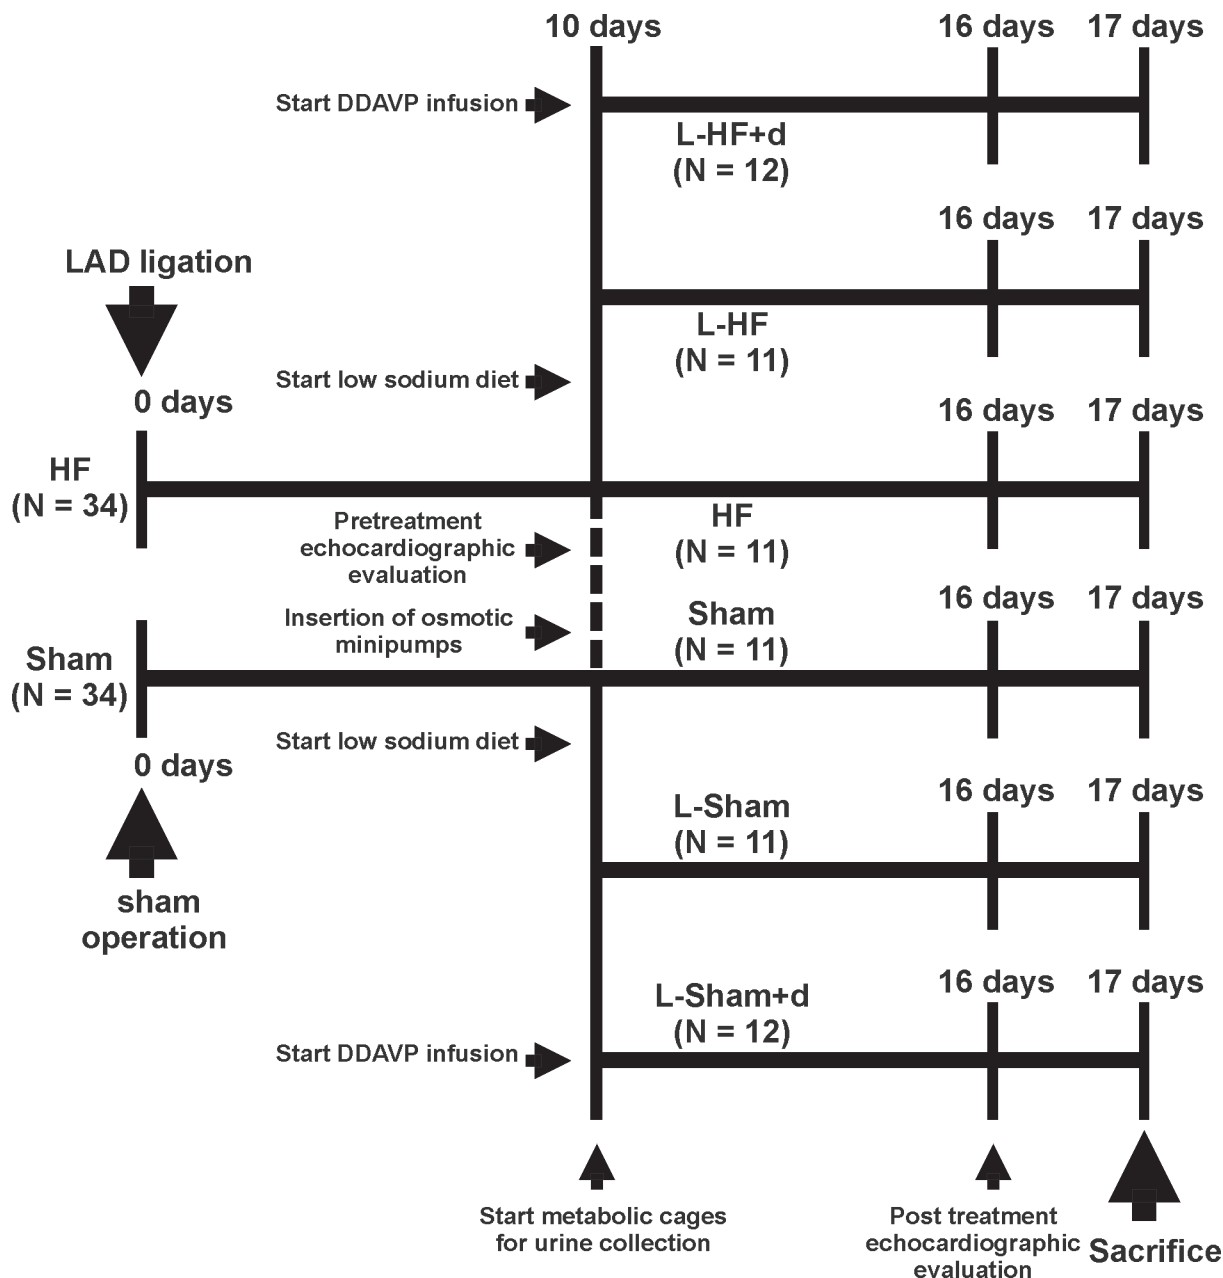 10 days
16 days
17 days
Start DDAVP infusion
L-HF+d
(N = 12)
16 days
17 days
LAD ligation
L-HF
(N = 11)
Start low sodium diet
0 days
16 days
17 days
HF
(N = 34)
HF
(N = 11)
Pretreatment
echocardiographic
evaluation
16 days
17 days
Insertion of osmotic
minipumps
Sham
(N = 11)
Sham
(N = 34)
Start low sodium diet
0 days
16 days
17 days
L-Sham
(N = 11)
sham
operation
16 days
17 days
L-Sham+d
(N = 12)
Start DDAVP infusion
Start metabolic cages
for urine collection
Post treatment
echocardiographic
evaluation
Sacrifice